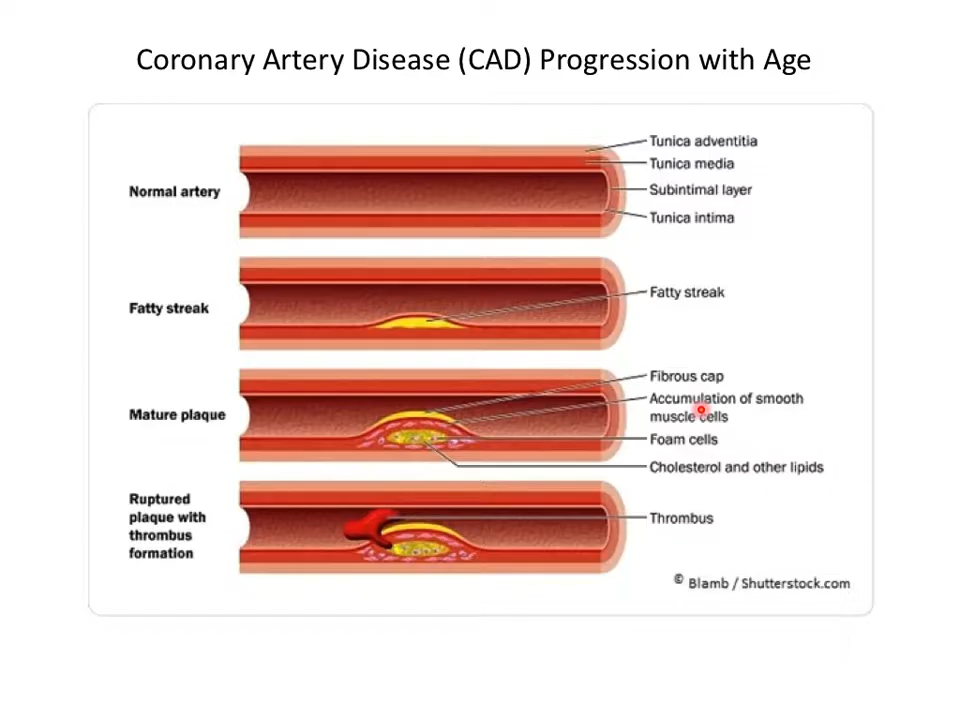 Coronary Artery Disease (CAD) Progression with Age
Normal artery
Tunica adventitia
Tunica media
Subintimal layer
Tunica intima
Fatty streak
Fatty streak
Mature plaque
Fibrous cap
Accumulation of smooth
muscle cells
Foam cells
Cholesterol and other lipids
Ruptured
plaque with
thrombus
formation
Thrombus
© Blamb / Shutterstock.com